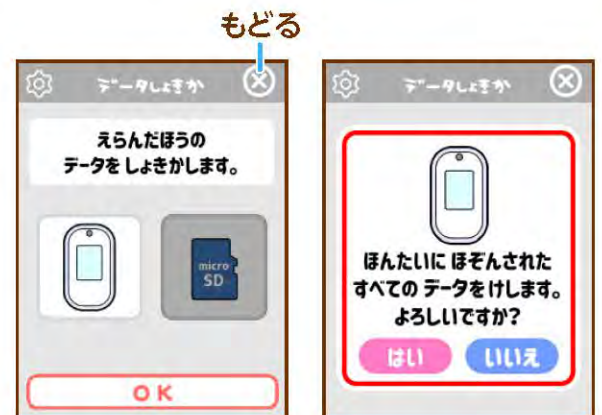 もどる
データしょきか
えらんだほうの
データを しょきかします。
micro
SD
OK
データしょきか
ほんたいに ほぞんされた
すべての データをけします。
よろしいですか?
はい
いいえ